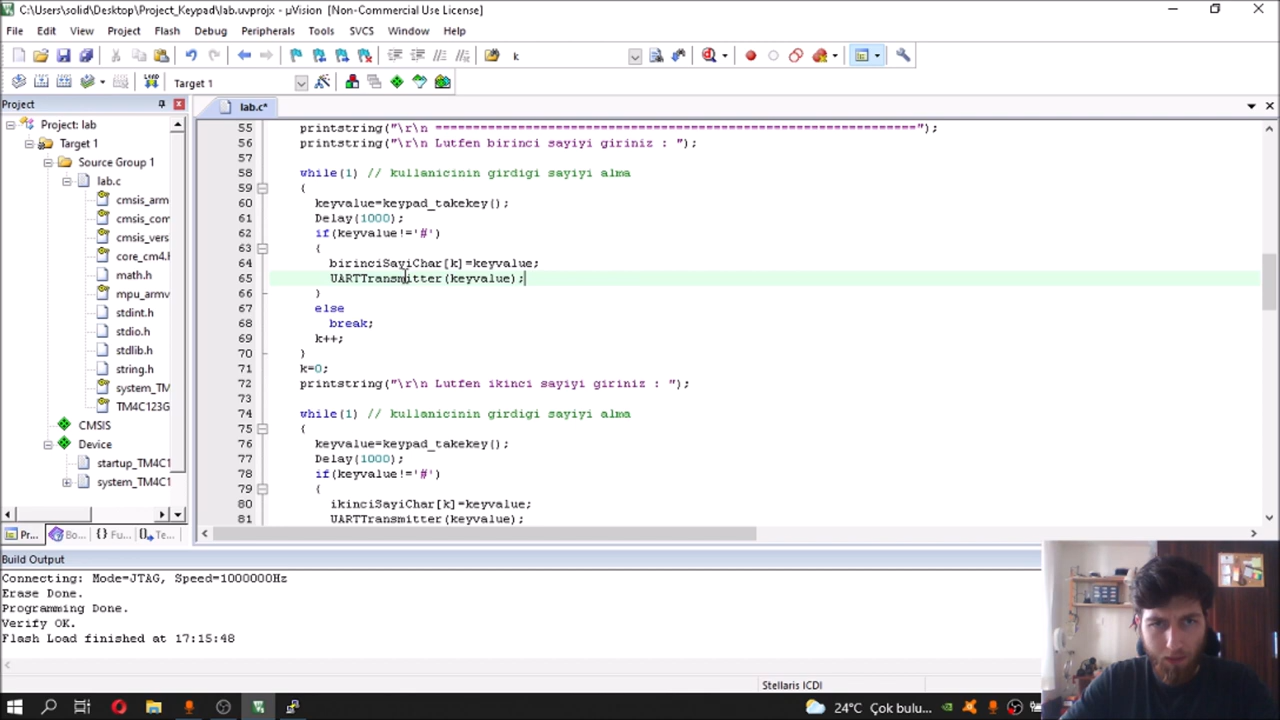 C:\Users\solid\Desktop\Project_Keypad\lab.uvprojx - µVision [Non-Commercial Use License]
File Edit View Project Flash Debug Peripherals Tools SVCS Window Help
k
Target 1
Project
lab.c*
Project: lab
Target 1
Source Group 1
lab.c
cmsis_arm
cmsis_com
cmsis_vers
core_cm4.h
math.h
mpu_armv
stdint.h
stdio.h
stdlib.h
string.h
system_TM
TM4C123G
CMSIS
Device
startup_TM4C1
system_TM4C1
Pr... Bo... {} Fu... Te...
55 printstring("\r\n ================================================================");
56 printstring("\r\n Lutfen birinci sayiyi giriniz : ");
57
58 while(1) // kullanicinin girdigi sayiyi alma
59 {
60 keyvalue=keypad_takekey();
61 Delay(1000);
62 if(keyvalue!='#')
63 {
64 birinciSayiChar[k]=keyvalue;
65 UARTTransmitter(keyvalue);
66 }
67 else
68 break;
69 k++;
70 }
71 k=0;
72 printstring("\r\n Lutfen ikinci sayiyi giriniz : ");
73
74 while(1) // kullanicinin girdigi sayiyi alma
75 {
76 keyvalue=keypad_takekey();
77 Delay(1000);
78 if(keyvalue!='#')
79 {
80 ikinciSayiChar[k]=keyvalue;
81 UARTTransmitter(keyvalue);
Build Output
Connecting: Mode=JTAG, Speed=1000000Hz
Erase Done.
Programming Done.
Verify OK.
Flash Load finished at 17:15:48
Stellaris ICDI
24°C Çok bulu...